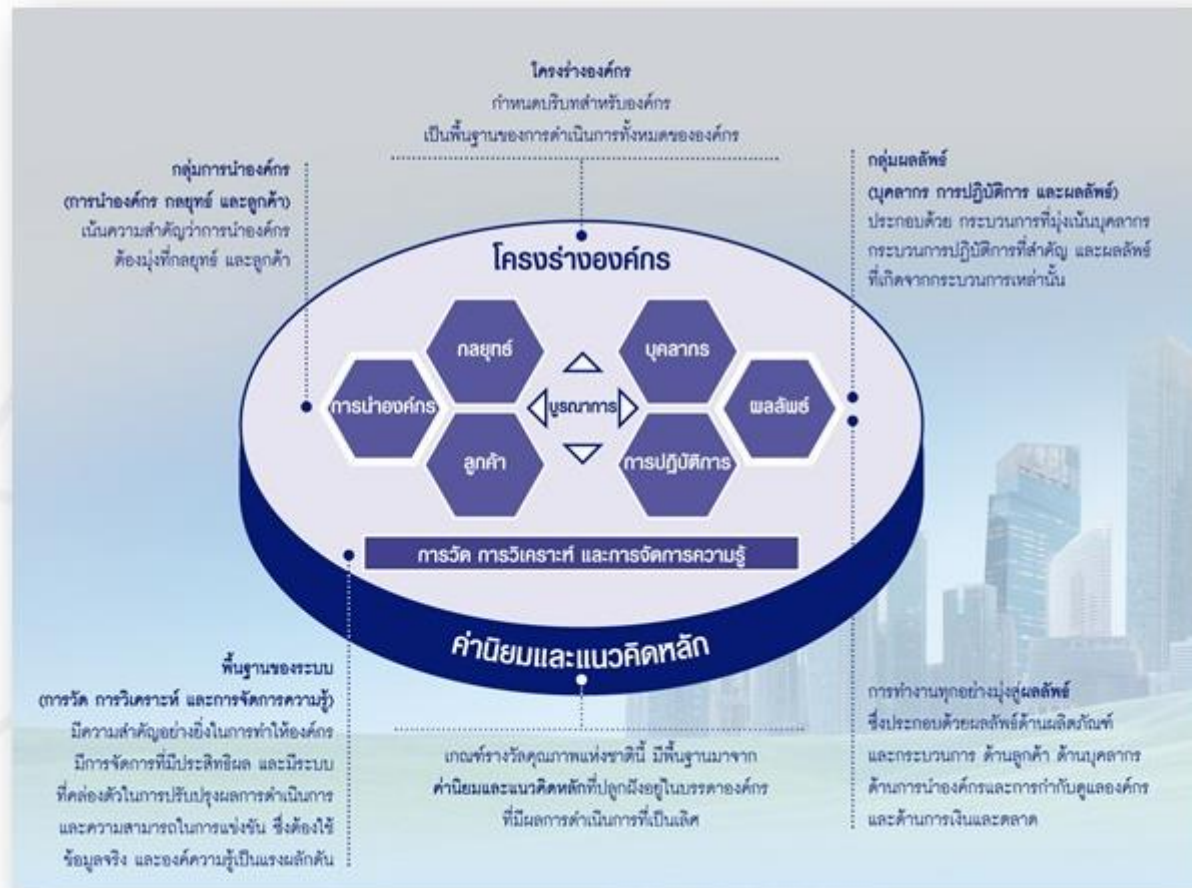 โครงร่างองค์กร
กำหนดบริบทสำหรับองค์กร
เป็นพื้นฐานของการดำเนินการทั้งหมดขององค์กร
กลุ่มการนำองค์กร
(การนำองค์กร กลยุทธ์ และลูกค้า)
เน้นความสำคัญว่าการนำองค์กร
ต้องมุ่งที่กลยุทธ์ และลูกค้า
กลุ่มผลลัพธ์
(บุคลากร การปฏิบัติการ และผลลัพธ์)
ประกอบด้วย กระบวนการที่มุ่งเน้นบุคลากร
กระบวนการปฏิบัติการที่สำคัญ และผลลัพธ์
ที่เกิดจากกระบวนการเหล่านั้น
โครงร่างองค์กร
กลยุทธ์
บุคลากร
การนำองค์กร
บูรณาการ
ผลลัพธ์
ลูกค้า
การปฏิบัติการ
การวัด การวิเคราะห์ และการจัดการความรู้
ค่านิยมและแนวคิดหลัก
พื้นฐานของระบบ
(การวัด การวิเคราะห์ และการจัดการความรู้)
มีความสำคัญอย่างยิ่งในการทำให้องค์กร
มีการจัดการที่มีประสิทธิผล และมีระบบ
ที่คล่องตัวในการปรับปรุงผลการดำเนินการ
และความสามารถในการแข่งขัน ซึ่งต้องใช้
ข้อมูลจริง และองค์ความรู้เป็นแรงผลักดัน
เกณฑ์รางวัลคุณภาพแห่งชาตินี้ มีพื้นฐานมาจาก
ค่านิยมและแนวคิดหลักที่ปลูกฝังอยู่ในบรรดาองค์กร
ที่มีผลการดำเนินการที่เป็นเลิศ
การทำงานทุกอย่างมุ่งสู่ผลลัพธ์
ซึ่งประกอบด้วยผลลัพธ์ด้านผลิตภัณฑ์
และกระบวนการ ด้านลูกค้า ด้านบุคลากร
ด้านการนำองค์กรและการกำกับดูแลองค์กร
และด้านการเงินและตลาด